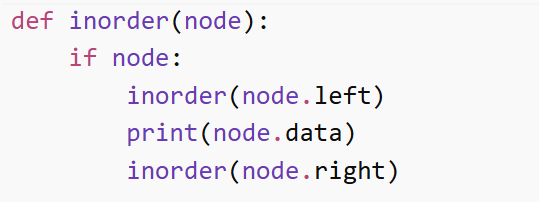 def inorder(node):
    if node:
        inorder(node.left)
        print(node.data)
        inorder(node.right)